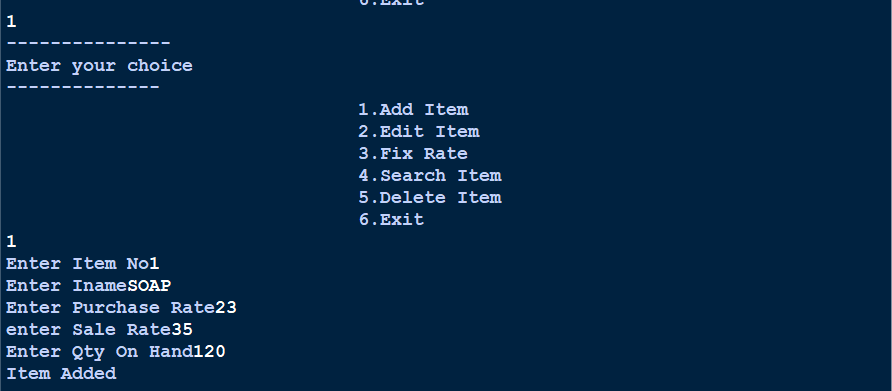 6.Exit
1
---------------
Enter your choice
--------------
1.Add Item
2.Edit Item
3.Fix Rate
4.Search Item
5.Delete Item
6.Exit
1
Enter Item No1
Enter InameSOAP
Enter Purchase Rate23
enter Sale Rate35
Enter Qty On Hand120
Item Added